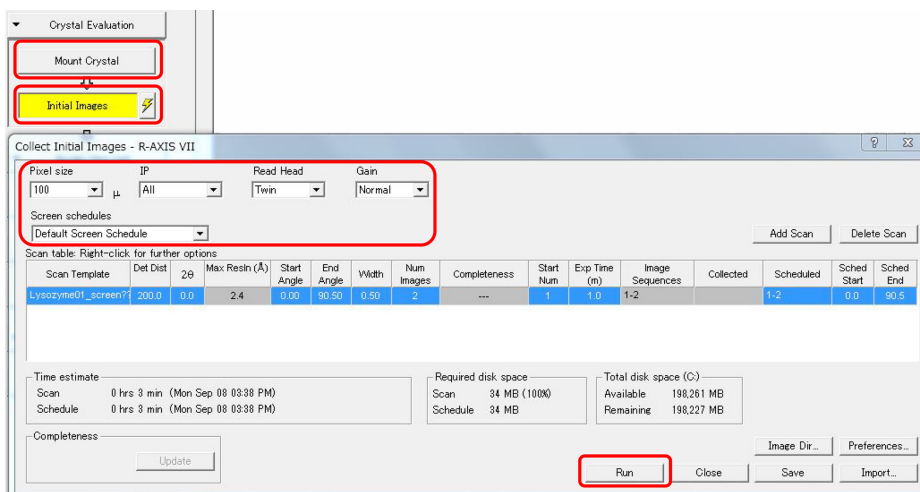 Crystal Evaluation
Mount Crystal
Initial Images
Collect Initial Images - R-AXIS VII
Pixel size IP Read Head Gain
100 μ All Twin Normal
Screen schedules
Default Screen Schedule
Add Scan Delete Scan
Scan table: Right-click for further options
Scan Template Det Dist 2θ Max Resln (Å) Start Angle End Angle Width Num Images Completeness Start Num Exp Time (m) Image Sequences Collected Scheduled Sched Start Sched End
Lysozyme01_screen?? 200.0 0.0 2.4 0.00 90.50 0.50 2 --- 1 1.0 1-2 1-2 0.0 90.5
Time estimate Required disk space Total disk space (C:)
Scan 0 hrs 3 min (Mon Sep 08 03:38 PM) Scan 34 MB (100%) Available 198,261 MB
Schedule 0 hrs 3 min (Mon Sep 08 03:38 PM) Schedule 34 MB Remaining 198,227 MB
Completeness
Update
Image Dir... Preferences...
Run Close Save Import...